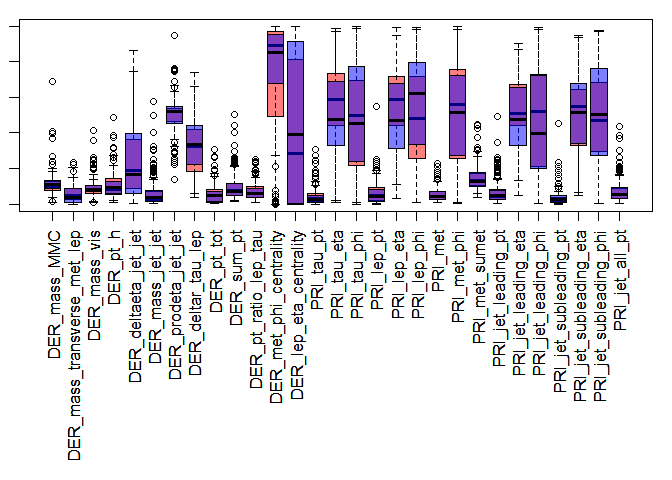 DER_mass_MMC
DER_mass_transverse_met_lep
DER_mass_vis
DER_pt_h
DER_deltaeta_jet_jet
DER_mass_jet_jet
DER_prodeta_jet_jet
DER_deltar_tau_lep
DER_pt_tot
DER_sum_pt
DER_pt_ratio_lep_tau
DER_met_phi_centrality
DER_lep_eta_centrality
PRI_tau_pt
PRI_tau_eta
PRI_tau_phi
PRI_lep_pt
PRI_lep_eta
PRI_lep_phi
PRI_met
PRI_met_phi
PRI_met_sumet
PRI_jet_leading_pt
PRI_jet_leading_eta
PRI_jet_leading_phi
PRI_jet_subleading_pt
PRI_jet_subleading_eta
PRI_jet_subleading_phi
PRI_jet_all_pt